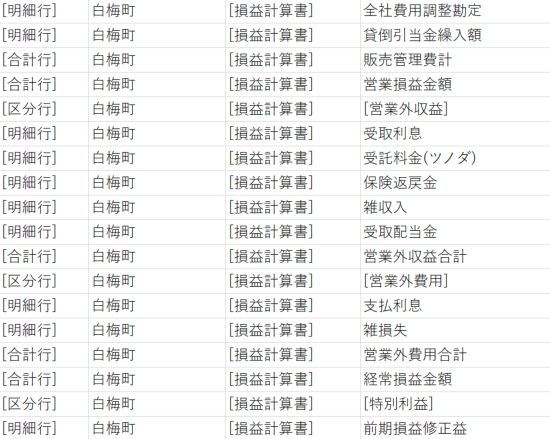 [明細行] 白梅町 [損益計算書] 全社費用調整勘定
[明細行] 白梅町 [損益計算書] 貸倒引当金繰入額
[合計行] 白梅町 [損益計算書] 販売管理費計
[合計行] 白梅町 [損益計算書] 営業損益金額
[区分行] 白梅町 [損益計算書] [営業外収益]
[明細行] 白梅町 [損益計算書] 受取利息
[明細行] 白梅町 [損益計算書] 受託料金(ツノダ)
[明細行] 白梅町 [損益計算書] 保険返戻金
[明細行] 白梅町 [損益計算書] 雑収入
[明細行] 白梅町 [損益計算書] 受取配当金
[合計行] 白梅町 [損益計算書] 営業外収益合計
[区分行] 白梅町 [損益計算書] [営業外費用]
[明細行] 白梅町 [損益計算書] 支払利息
[明細行] 白梅町 [損益計算書] 雑損失
[合計行] 白梅町 [損益計算書] 営業外費用合計
[合計行] 白梅町 [損益計算書] 経常損益金額
[区分行] 白梅町 [損益計算書] [特別利益]
[明細行] 白梅町 [損益計算書] 前期損益修正益